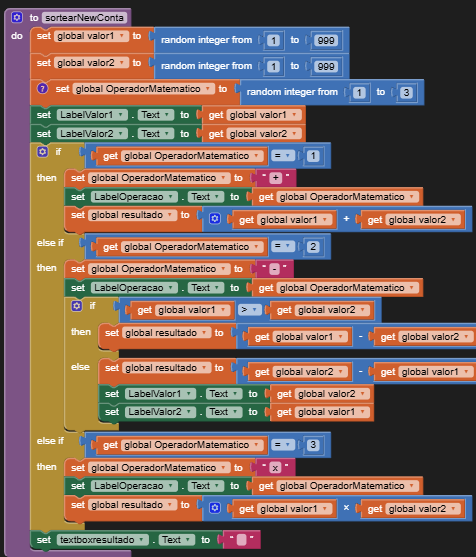 to sortearNewConta
do set global valor1 to random integer from 1 to 999
set global valor2 to random integer from 1 to 999
? set global OperadorMatematico to random integer from 1 to 3
set LabelValor1 . Text to get global valor1
set LabelValor2 . Text to get global valor2
if get global OperadorMatematico = 1
then set global OperadorMatematico to " + "
set LabelOperacao . Text to get global OperadorMatematico
set global resultado to get global valor1 + get global valor2
else if get global OperadorMatematico = 2
then set global OperadorMatematico to " - "
set LabelOperacao . Text to get global OperadorMatematico
if get global valor1 > get global valor2
then set global resultado to get global valor1 - get global valor2
else set global resultado to get global valor2 - get global valor1
set LabelValor1 . Text to get global valor2
set LabelValor2 . Text to get global valor1
else if get global OperadorMatematico = 3
then set global OperadorMatematico to " x "
set LabelOperacao . Text to get global OperadorMatematico
set global resultado to get global valor1 × get global valor2
set textboxresultado . Text to " "